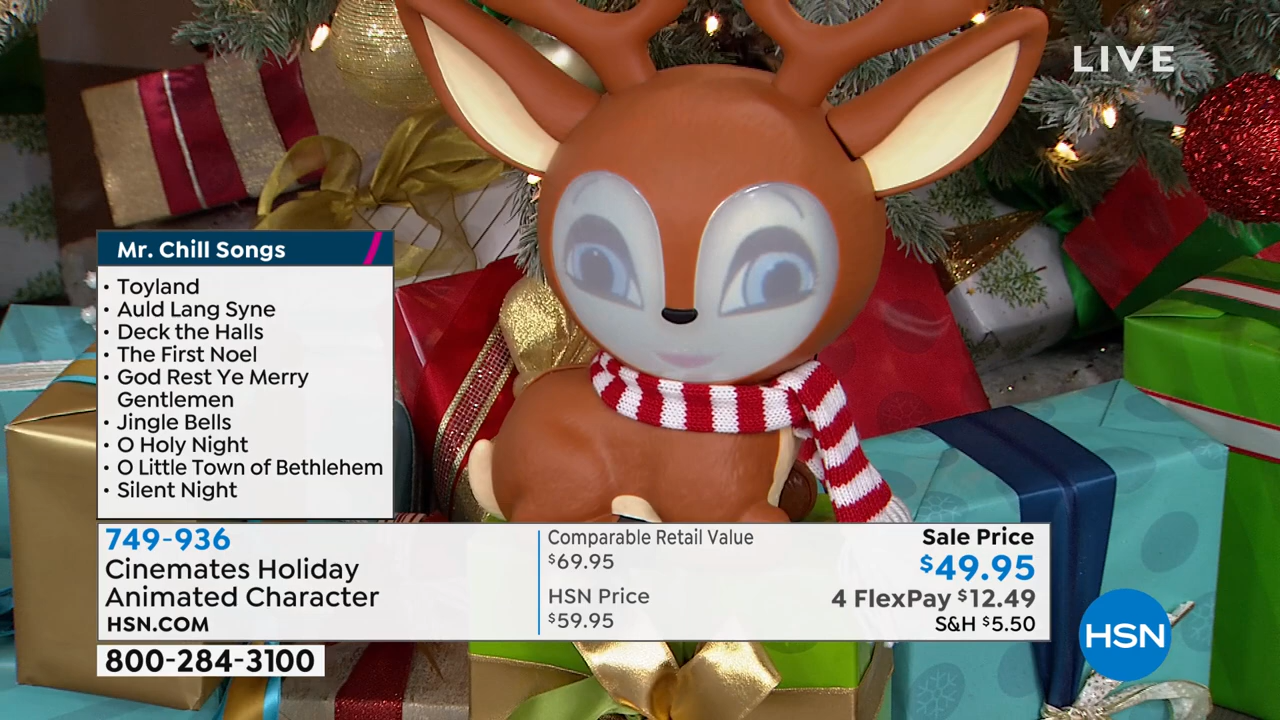 LIVE
Mr. Chill Songs
• Toyland
• Auld Lang Syne
• Deck the Halls
• The First Noel
• God Rest Ye Merry
Gentlemen
• Jingle Bells
• O Holy Night
• O Little Town of Bethlehem
• Silent Night
749-936
Cinemates Holiday
Animated Character
HSN.COM
Comparable Retail Value
$69.95
HSN Price
$59.95
Sale Price
$49.95
4 FlexPay $12.49
S&H $5.50
800-284-3100
HSN